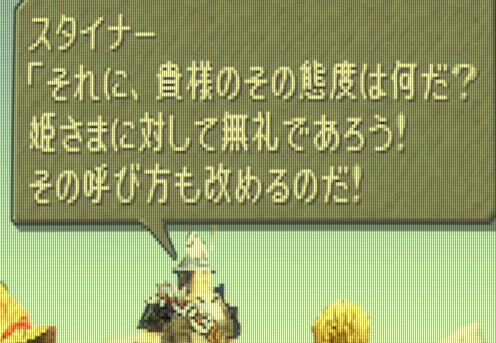 スタイナー
「それに、貴様のその態度は何だ？
姫さまに対して無礼であろう！
その呼び方も改めるのだ！